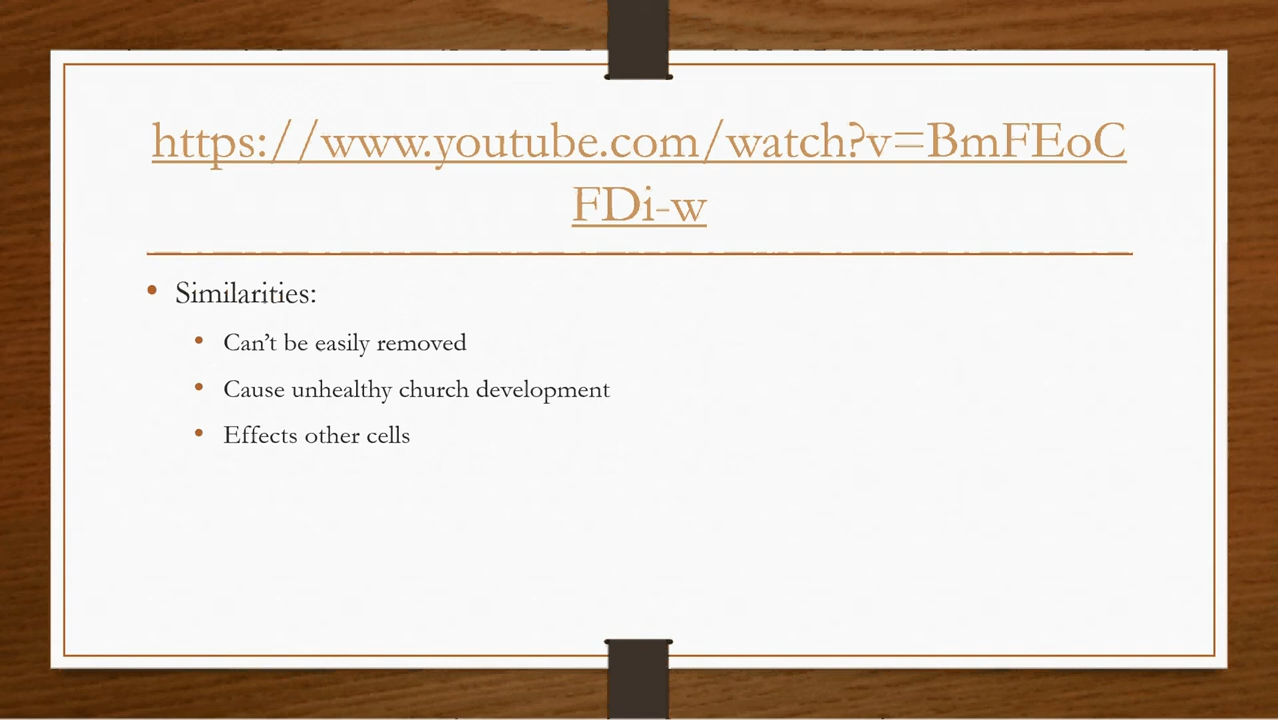 https://www.youtube.com/watch?v=BmFEoC
FDi-w
• Similarities:
• Can’t be easily removed
• Cause unhealthy church development
• Effects other cells